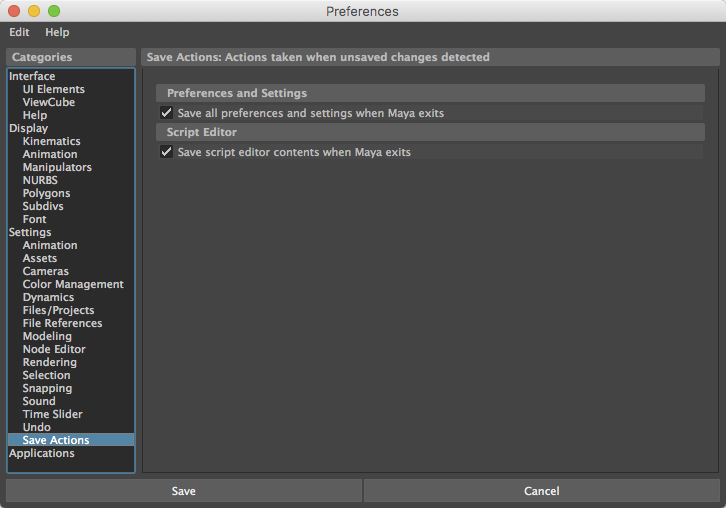 Preferences
Edit Help
Categories
Interface
UI Elements
ViewCube
Help
Display
Kinematics
Animation
Manipulators
NURBS
Polygons
Subdivs
Font
Settings
Animation
Assets
Cameras
Color Management
Dynamics
Files/Projects
File References
Modeling
Node Editor
Rendering
Selection
Snapping
Sound
Time Slider
Undo
Save Actions
Applications
Save Actions: Actions taken when unsaved changes detected
Preferences and Settings
Save all preferences and settings when Maya exits
Script Editor
Save script editor contents when Maya exits
Save
Cancel